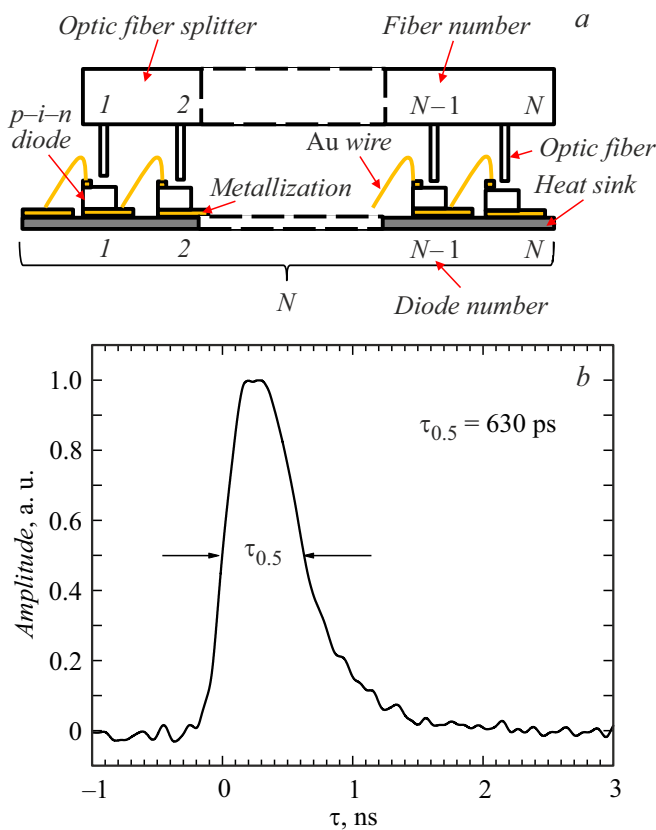 a
Optic fiber splitter
Fiber number
1 2 N–1 N
p–i–n
diode
Au wire
Optic fiber
Metallization
Heat sink
1 2 N–1 N
N
Diode number
b
1.0
τ0.5 = 630 ps
0.8
0.6
τ0.5
0.4
0.2
0
Amplitude, a. u.
–1 0 1 2 3
τ, ns